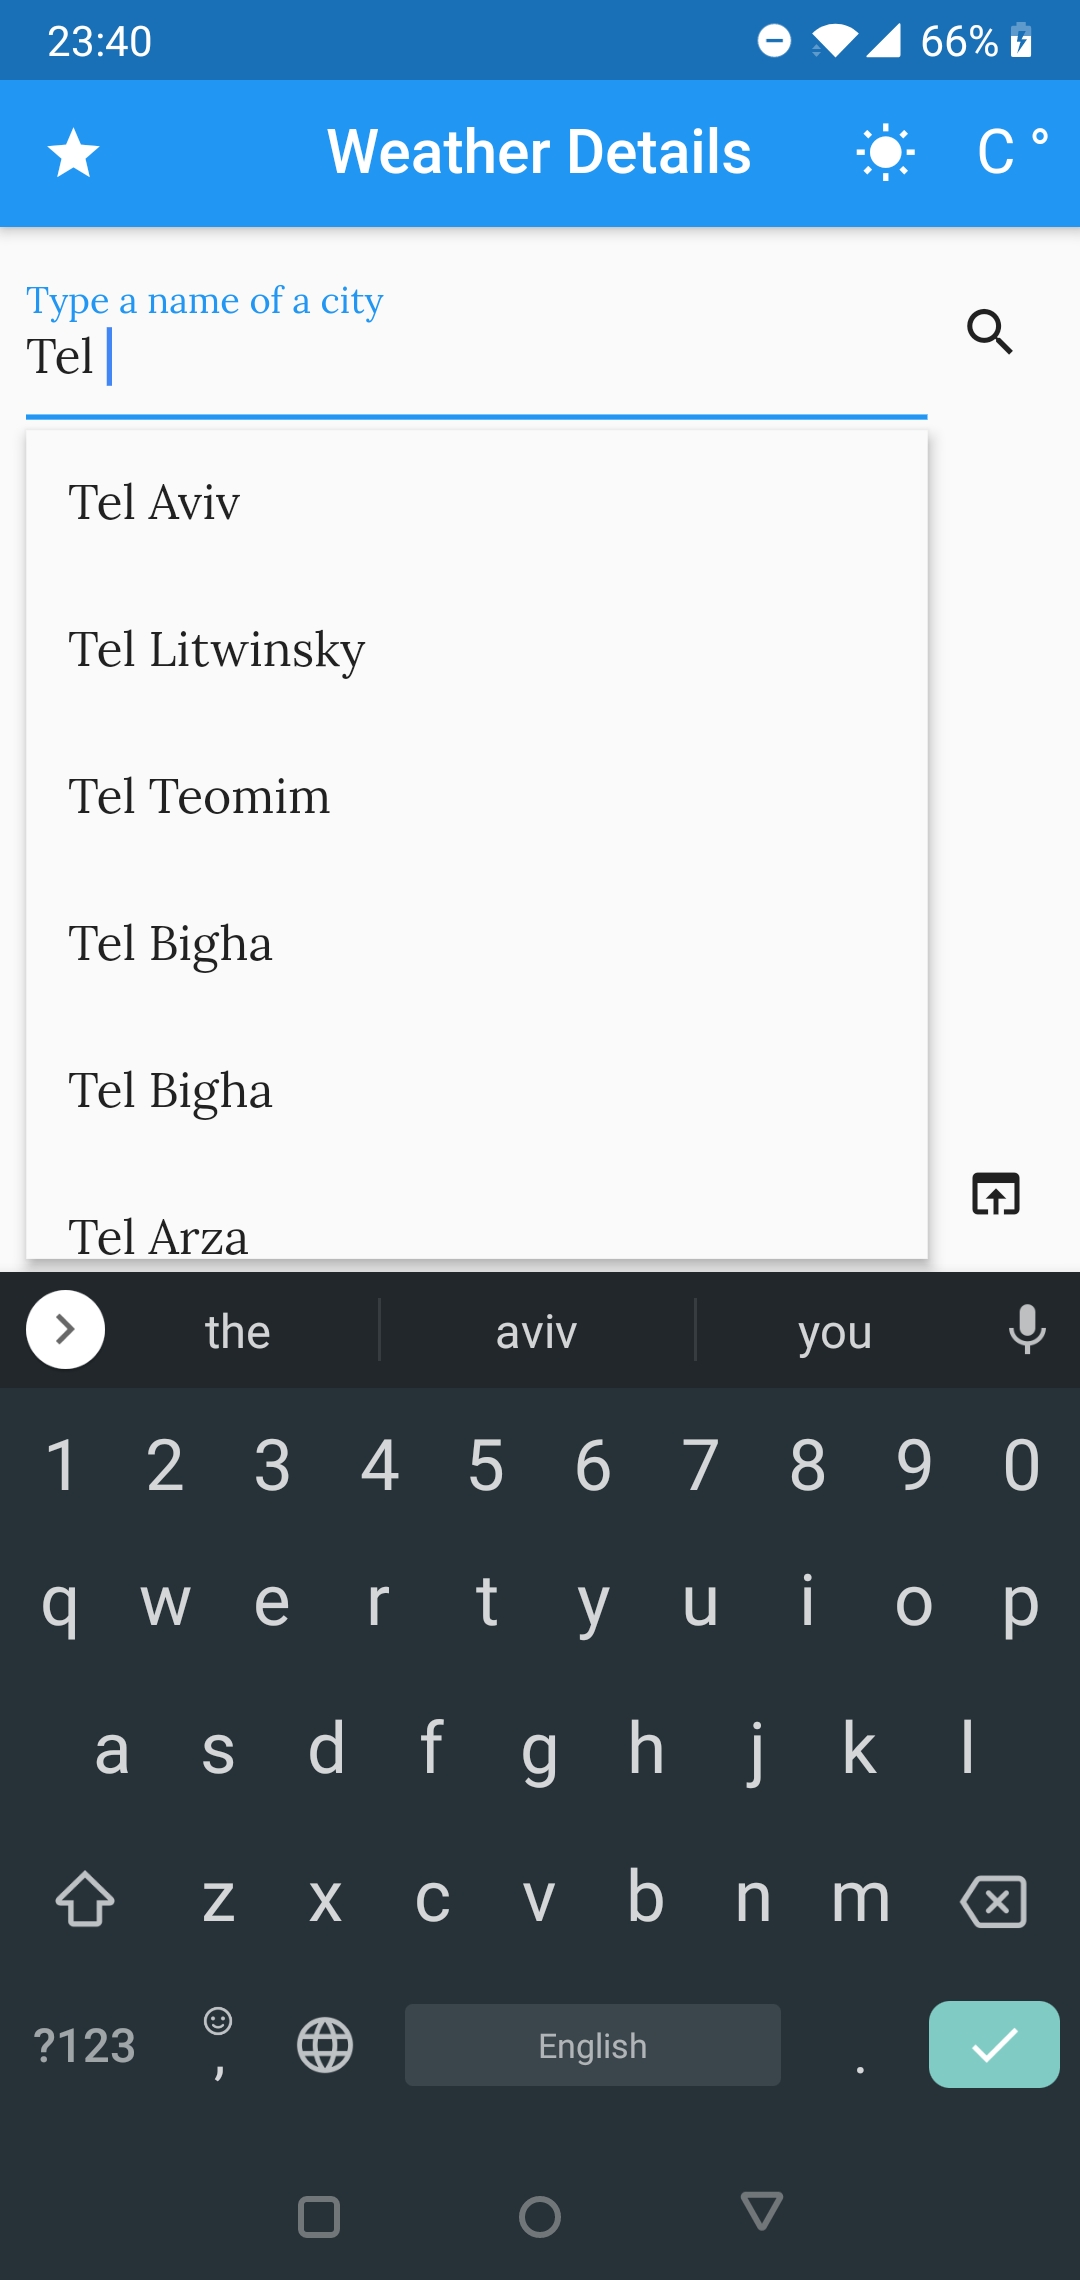 23:40 66%
Weather Details C °
Type a name of a city
Tel
Tel Aviv
Tel Litwinsky
Tel Teomim
Tel Bigha
Tel Bigha
Tel Arza
the aviv you
1 2 3 4 5 6 7 8 9 0
q w e r t y u i o p
a s d f g h j k l
z x c v b n m
?123 , English .